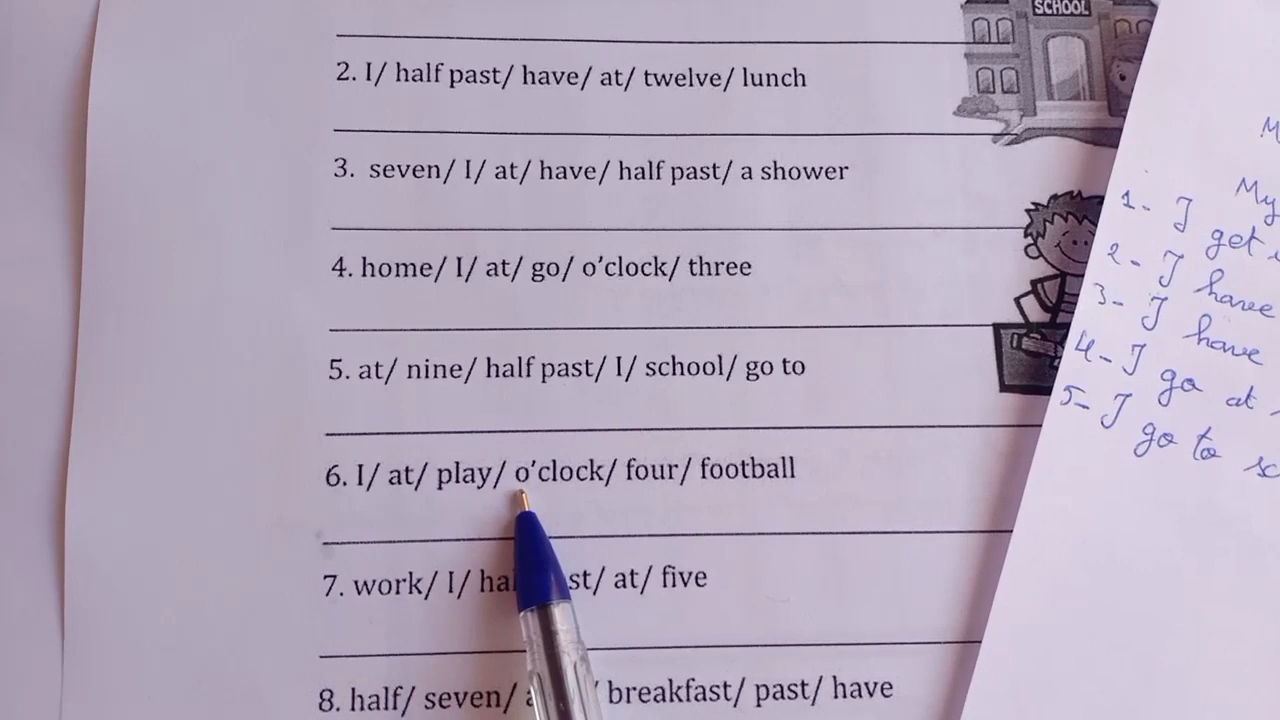 SCHOOL
2. I/ half past/ have/ at/ twelve/ lunch
3. seven/ I/ at/ have/ half past/ a shower
4. home/ I/ at/ go/ o'clock/ three
5. at/ nine/ half past/ I/ school/ go to
6. I/ at/ play/ o'clock/ four/ football
7. work/ I/ at/ five
8. half/ seven/ breakfast/ past/ have
My
1- I get
2- I have
3- I have
4- I go at
5- I go to